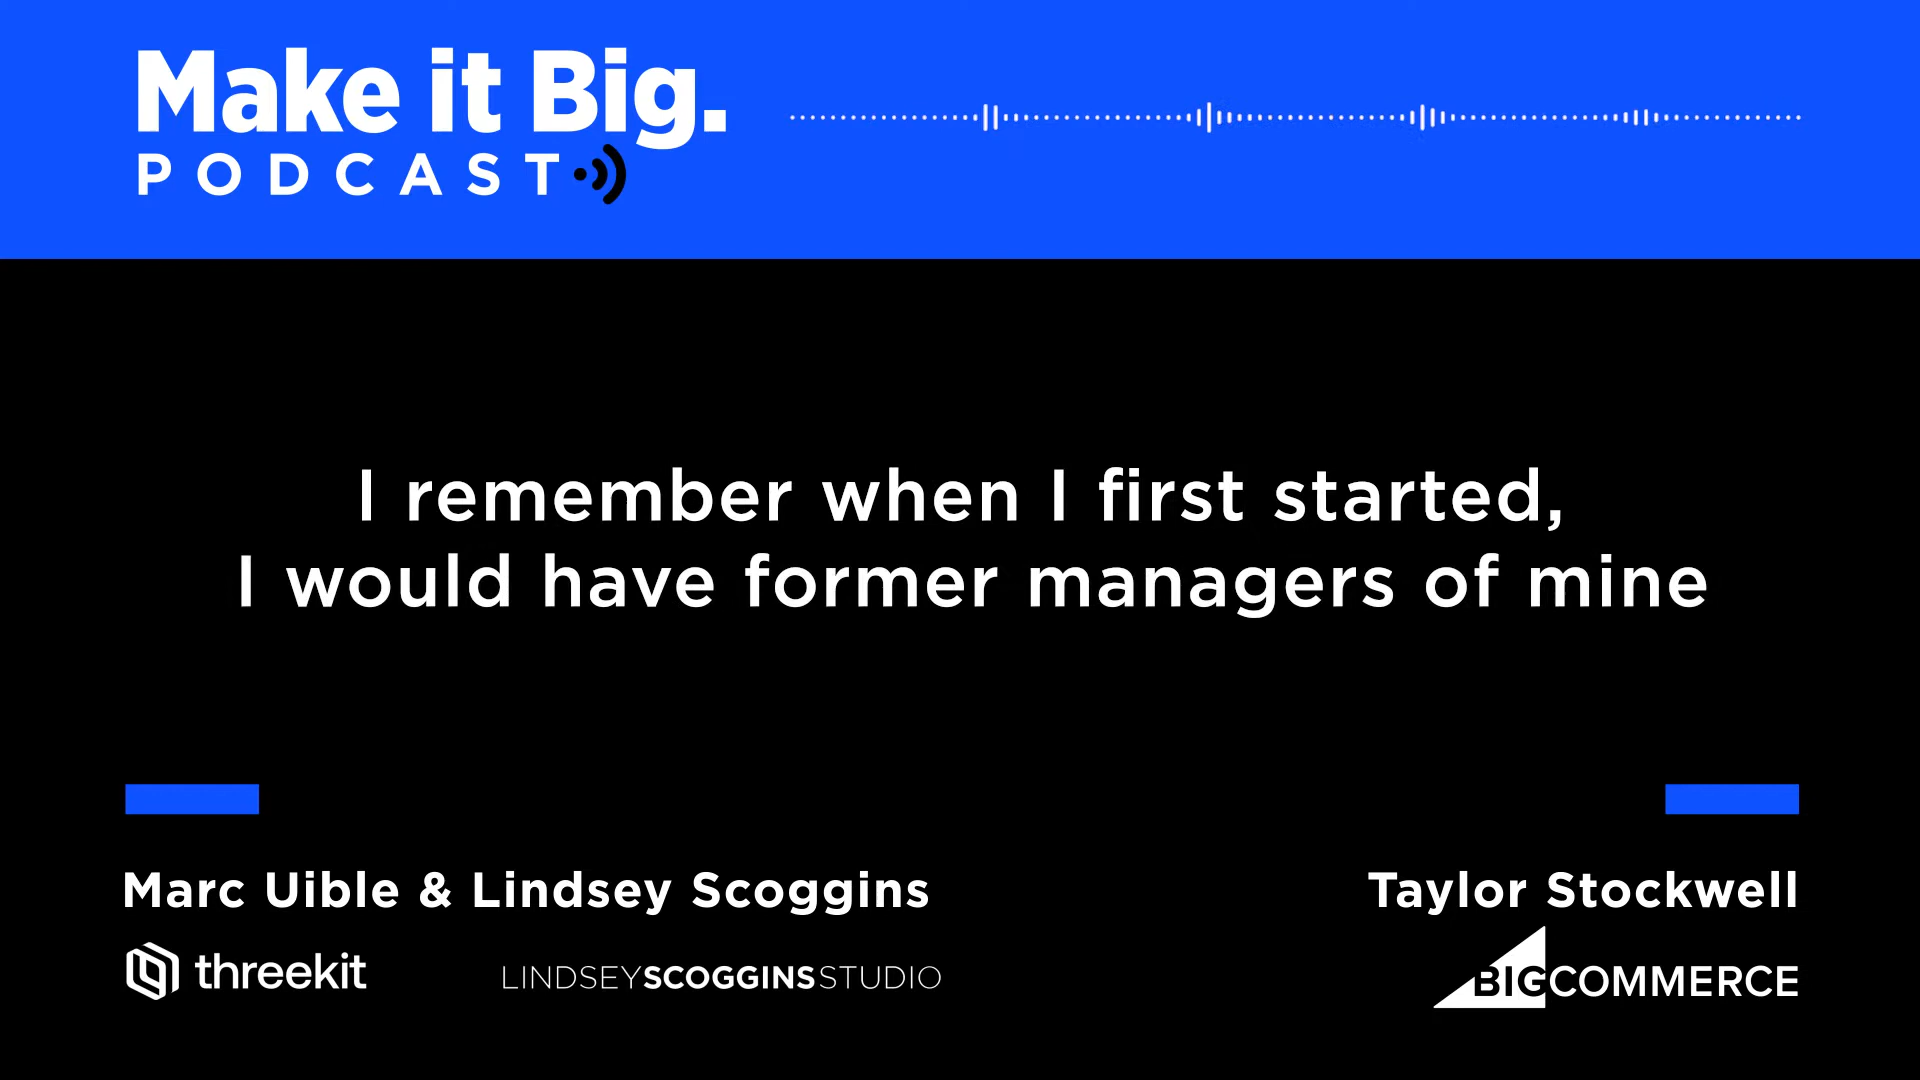 Make it Big.
PODCAST
I remember when I first started,
I would have former managers of mine
Marc Uible & Lindsey Scoggins
Taylor Stockwell
threekit
LINDSEYSCOGGINSSTUDIO
BIGCOMMERCE